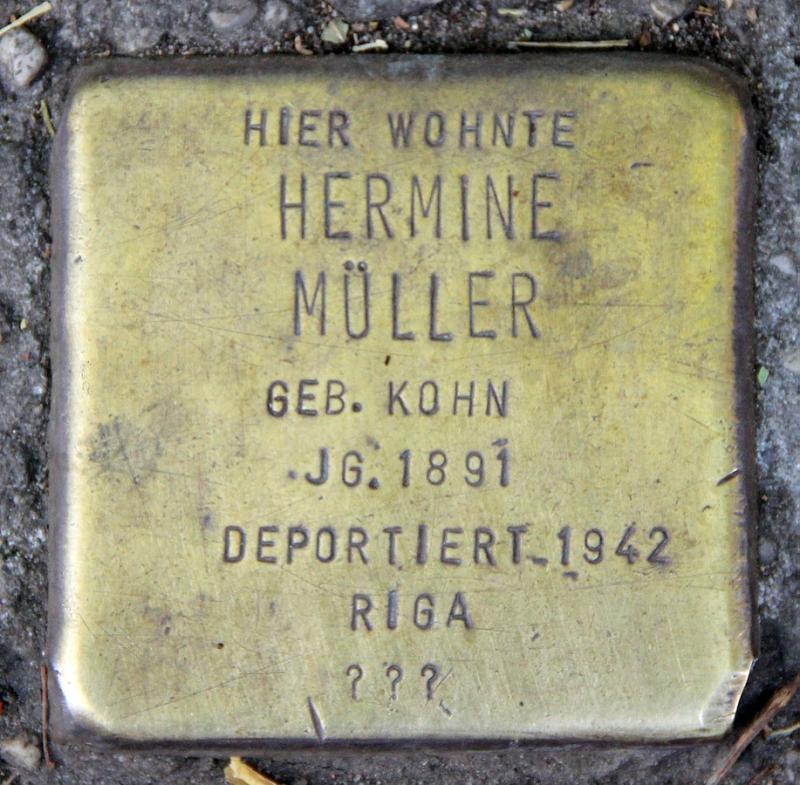 HIER WOHNTE
HERMINE
MÜLLER
GEB. KOHN
JG. 1891
DEPORTIERT 1942
RIGA
???